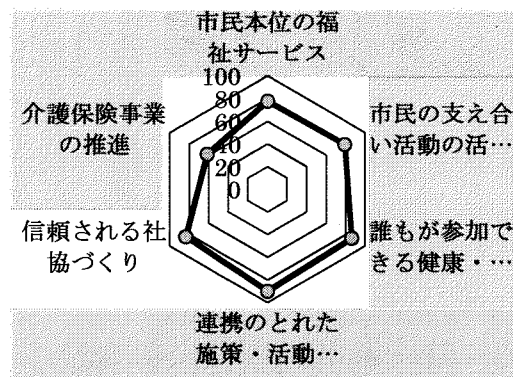 市民本位の福
祉サービス
100
80
60
40
20
0
市民の支え合
い活動の活…
誰もが参加で
きる健康・…
連携のとれた
施策・活動…
信頼される社
協づくり
介護保険事業
の推進